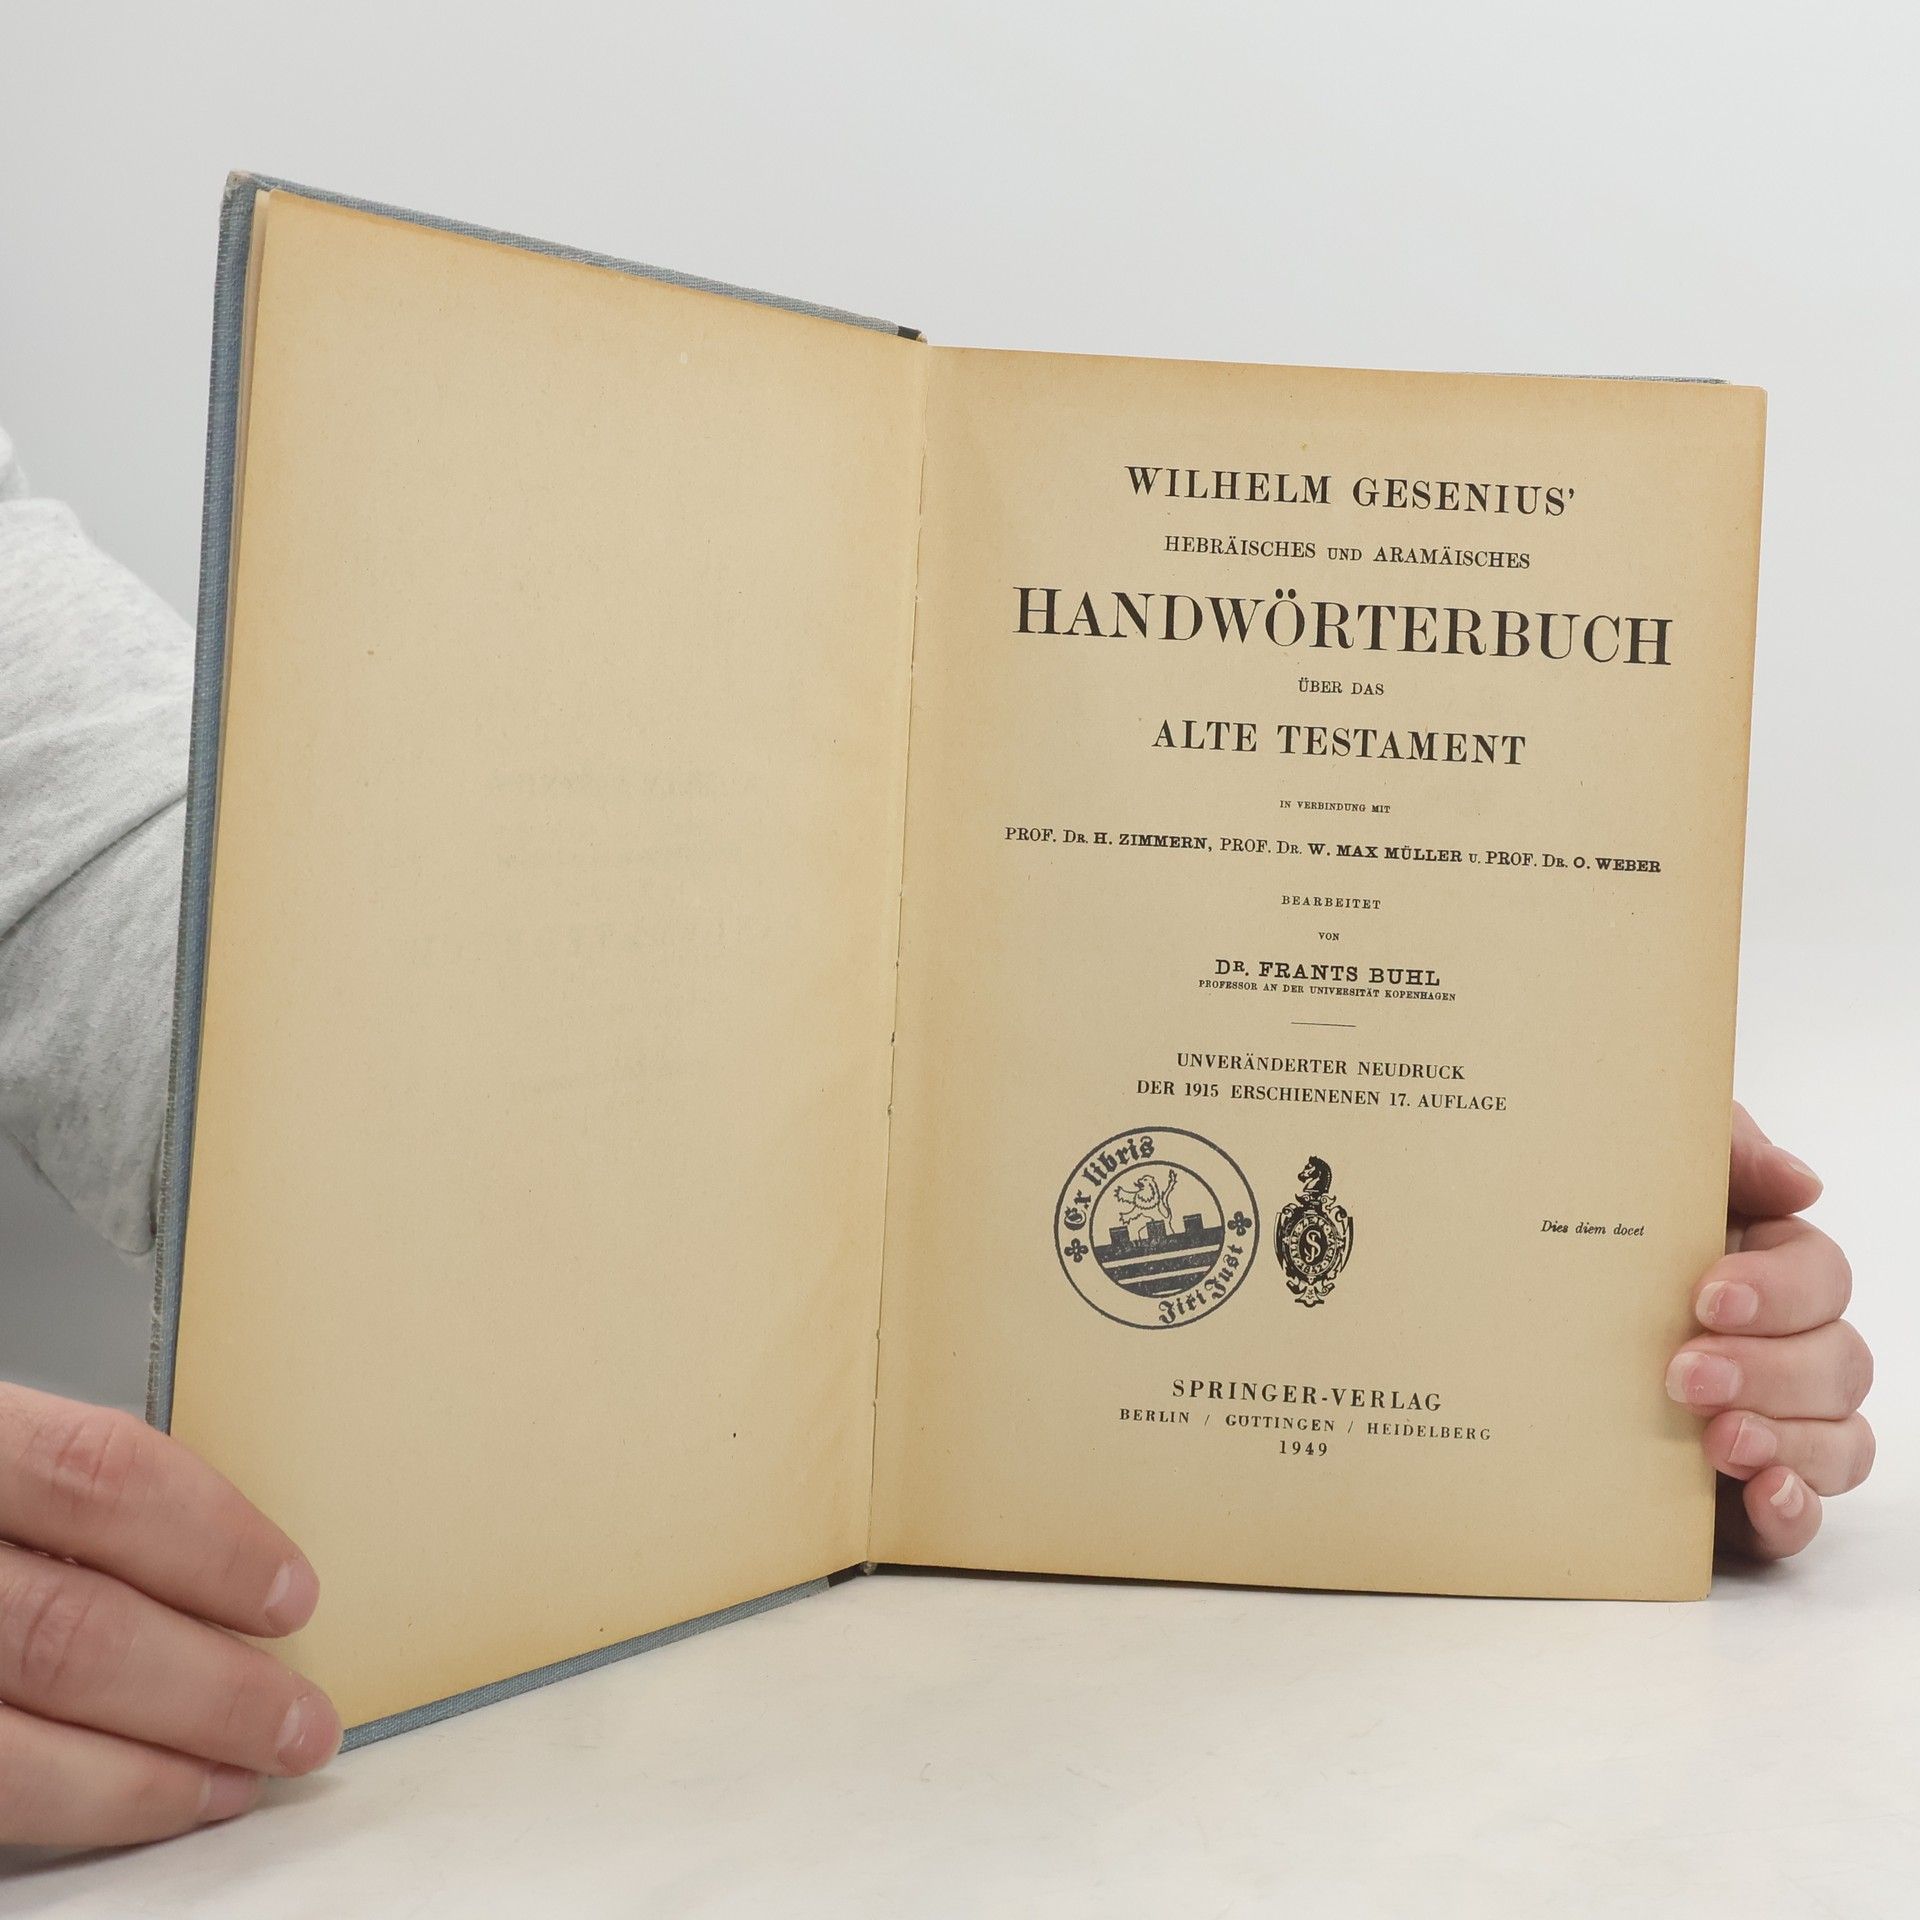 WILHELM GESENIUS'
HEBRÄISCHES UND ARAMÄISCHES
HANDWÖRTERBUCH
ÜBER DAS
ALTE TESTAMENT
IN VERBINDUNG MIT
PROF. DR. H. ZIMMERN, PROF. DR. W. MAX MÜLLER U. PROF. DR. O. WEBER
BEARBEITET
VON
DR. FRANTS BUHL
PROFESSOR AN DER UNIVERSITÄT KOPENHAGEN
UNVERÄNDERTER NEUDRUCK
DER 1915 ERSCHIENENEN 17. AUFLAGE
Ex libris
Jiří Just
Dies diem docet
SPRINGER-VERLAG
BERLIN / GÖTTINGEN / HEIDELBERG
1949